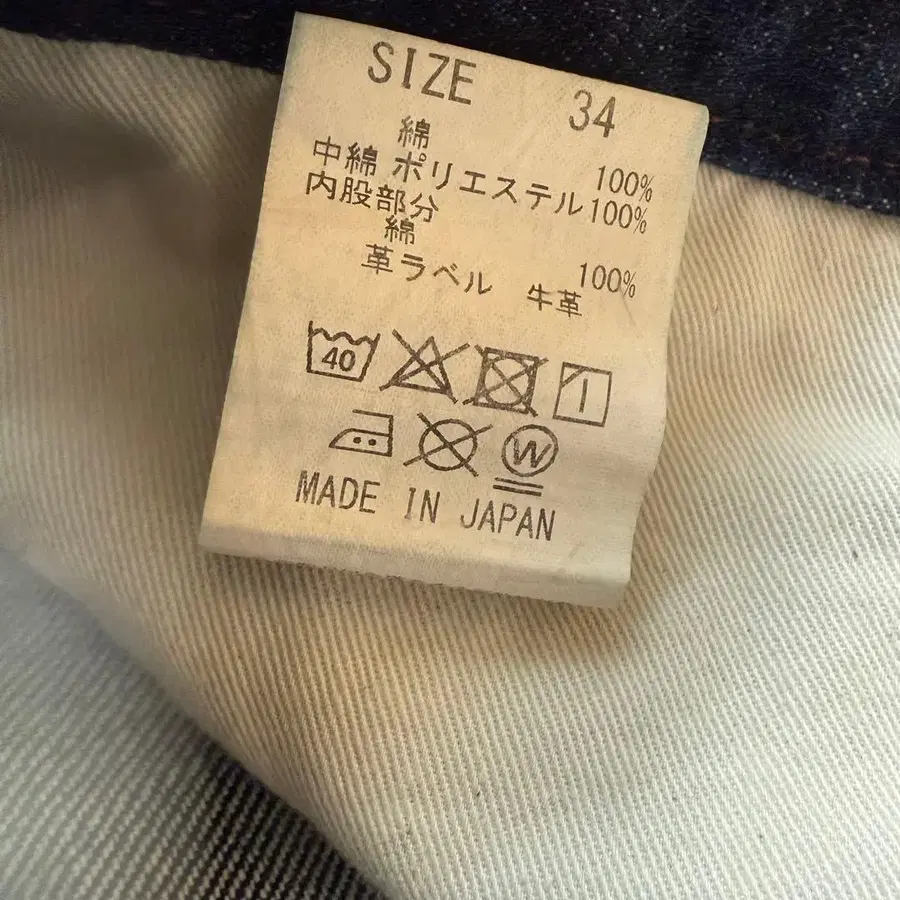 SIZE 34
綿 100%
中綿 ポリエステル 100%
内股部分
綿 100%
革ラベル 牛革
40
W
MADE IN JAPAN